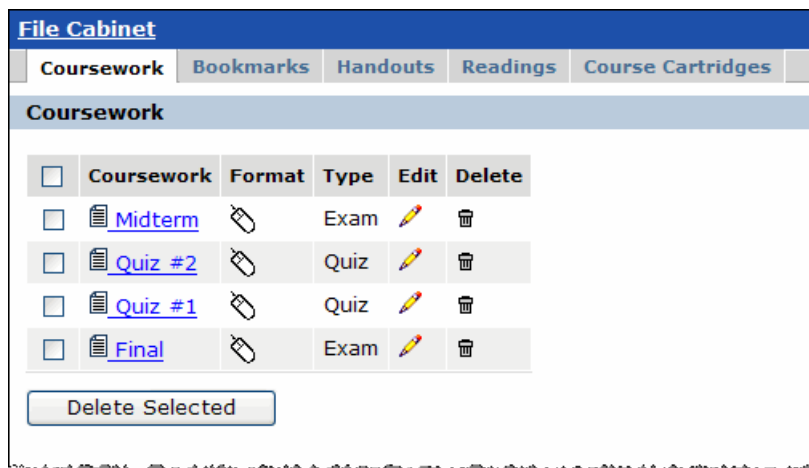 File Cabinet
Coursework Bookmarks Handouts Readings Course Cartridges
Coursework
Coursework Format Type Edit Delete
Midterm Exam
Quiz #2 Quiz
Quiz #1 Quiz
Final Exam
Delete Selected